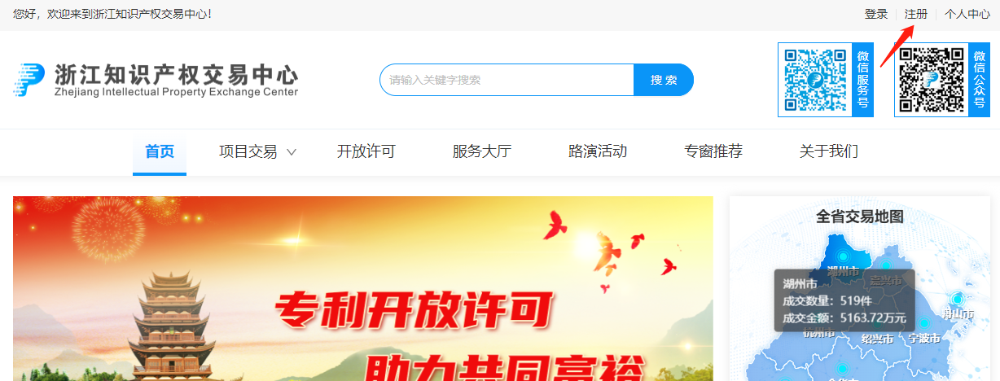 您好，欢迎来到浙江知识产权交易中心！
登录 注册 个人中心
浙江知识产权交易中心
Zhejiang Intellectual Property Exchange Center
请输入关键字搜索
搜 索
微信服务号
微信公众号
首页 项目交易 开放许可 服务大厅 路演活动 专窗推荐 关于我们
专利开放许可
助力共同富裕
全省交易地图
湖州市
嘉兴市
湖州市
成交数量：519件
成交金额：5163.72万元
舟山市
杭州市
绍兴市
宁波市
金华市